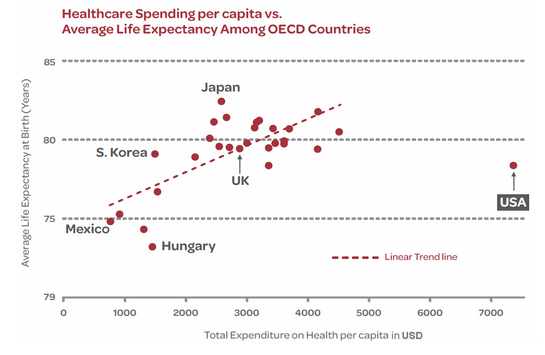 Healthcare Spending per capita vs.
Average Life Expectancy Among OECD Countries
Average Life Expectancy at Birth (Years)
85
80
75
79
Japan
S. Korea
UK
USA
Mexico
Hungary
Linear Trend line
0 1000 2000 3000 4000 5000 6000 7000
Total Expenditure on Health per capita in USD